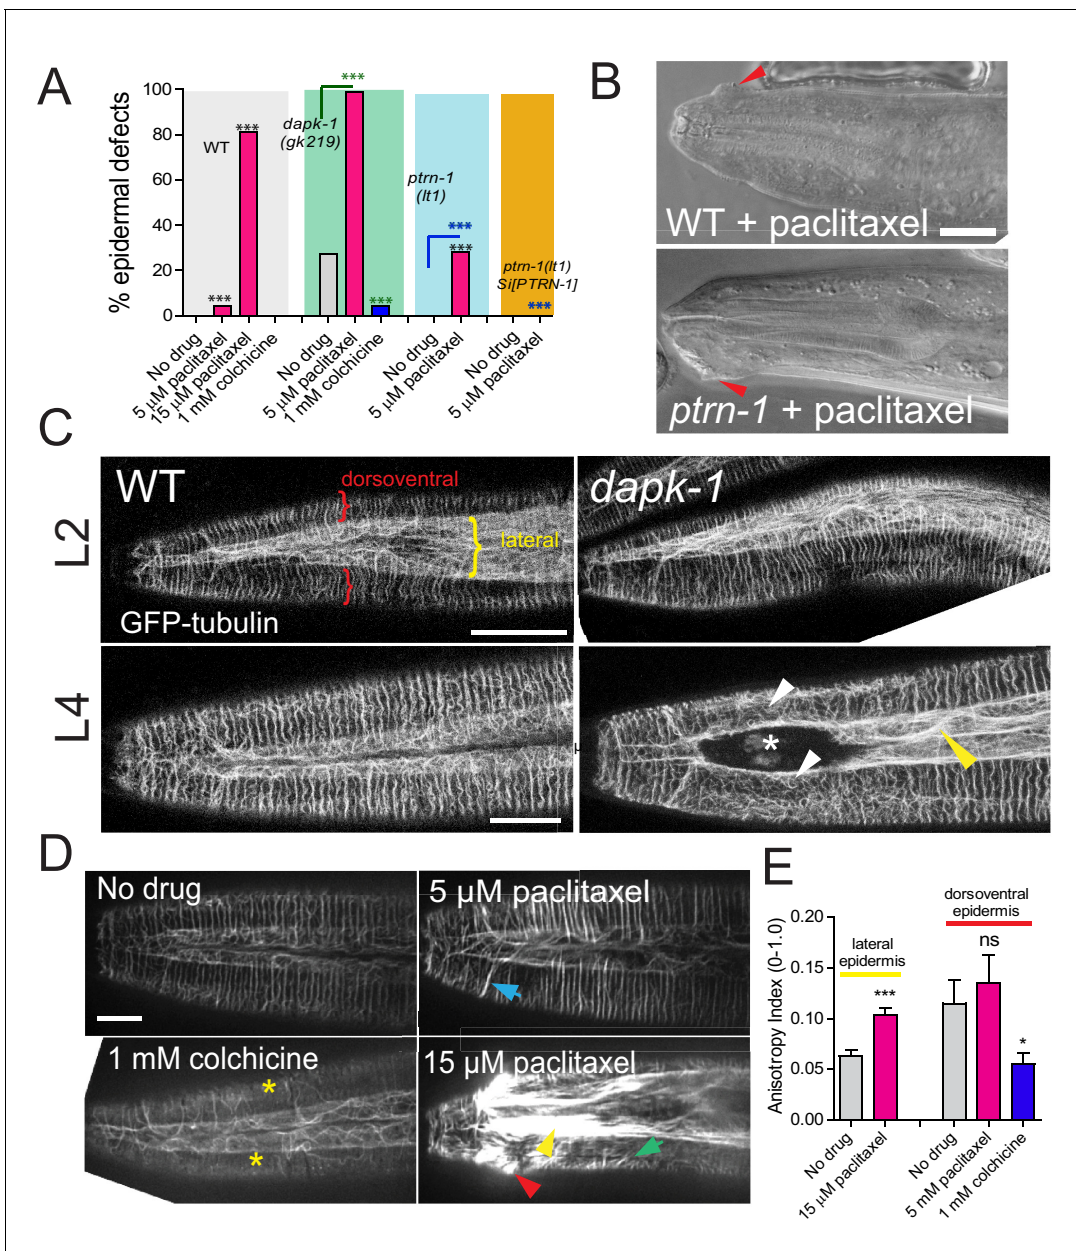 A
% epidermal defects
100
80
60
40
20
0
WT
***
***
dapk-1
(gk219)
***
***
ptrn-1
(lt1)
***
***
ptrn-1(lt1)
Si[PTRN-1]
***
No drug
5 µM paclitaxel
15 µM paclitaxel
1 mM colchicine
No drug
5 µM paclitaxel
1 mM colchicine
No drug
5 µM paclitaxel
No drug
5 µM paclitaxel
B
WT + paclitaxel
ptrn-1 + paclitaxel
C
L2
WT
dorsoventral
lateral
GFP-tubulin
dapk-1
L4
µ
*
D
No drug
5 µM paclitaxel
1 mM colchicine
*
*
15 µM paclitaxel
E
Anisotropy Index (0-1.0)
0.20
0.15
0.10
0.05
0.00
lateral
epidermis
***
dorsoventral
epidermis
ns
*
No drug
15 µM paclitaxel
No drug
5 mM paclitaxel
1 mM colchicine